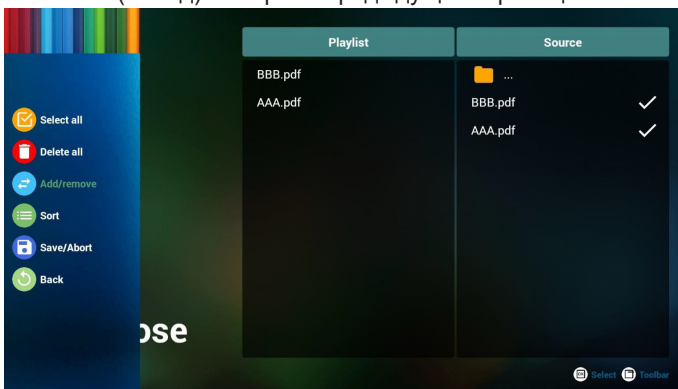 Playlist
Source
BBB.pdf
AAA.pdf
...
BBB.pdf
AAA.pdf
Select all
Delete all
Add/remove
Sort
Save/Abort
Back
ose
Select
Toolbar